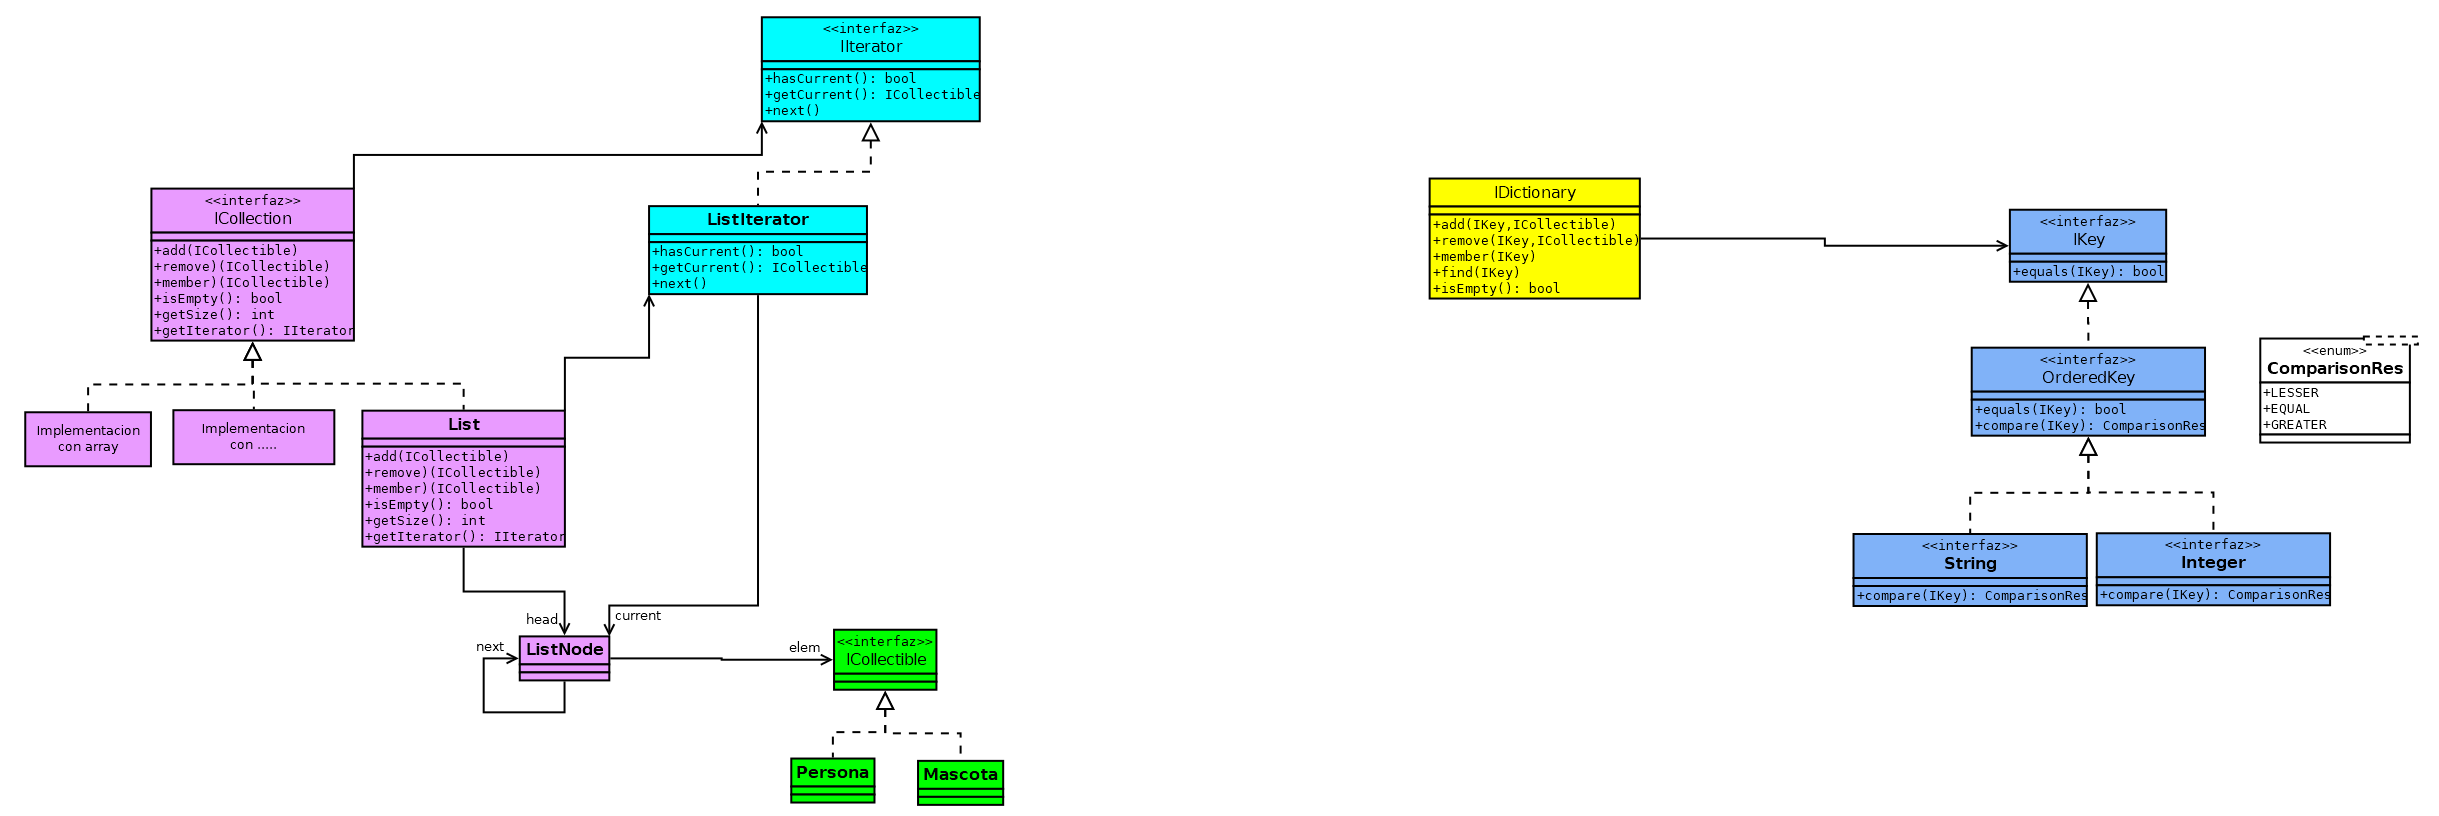 <<interfaz>>
IIterator
+hasCurrent(): bool
+getCurrent(): ICollectible
+next()
<<interfaz>>
ICollection
+add(ICollectible)
+remove)(ICollectible)
+member)(ICollectible)
+isEmpty(): bool
+getSize(): int
+getIterator(): IIterator
ListIterator
+hasCurrent(): bool
+getCurrent(): ICollectible
+next()
Implementacion
con array
Implementacion
con .....
List
+add(ICollectible)
+remove)(ICollectible)
+member)(ICollectible)
+isEmpty(): bool
+getSize(): int
+getIterator(): IIterator
head
current
next
ListNode
elem
<<interfaz>>
ICollectible
Persona
Mascota
IDictionary
+add(IKey,ICollectible)
+remove(IKey,ICollectible)
+member(IKey)
+find(IKey)
+isEmpty(): bool
<<interfaz>>
IKey
+equals(IKey): bool
<<interfaz>>
OrderedKey
+equals(IKey): bool
+compare(IKey): ComparisonRes
<<enum>>
ComparisonRes
+LESSER
+EQUAL
+GREATER
<<interfaz>>
String
+compare(IKey): ComparisonRes
<<interfaz>>
Integer
+compare(IKey): ComparisonRes